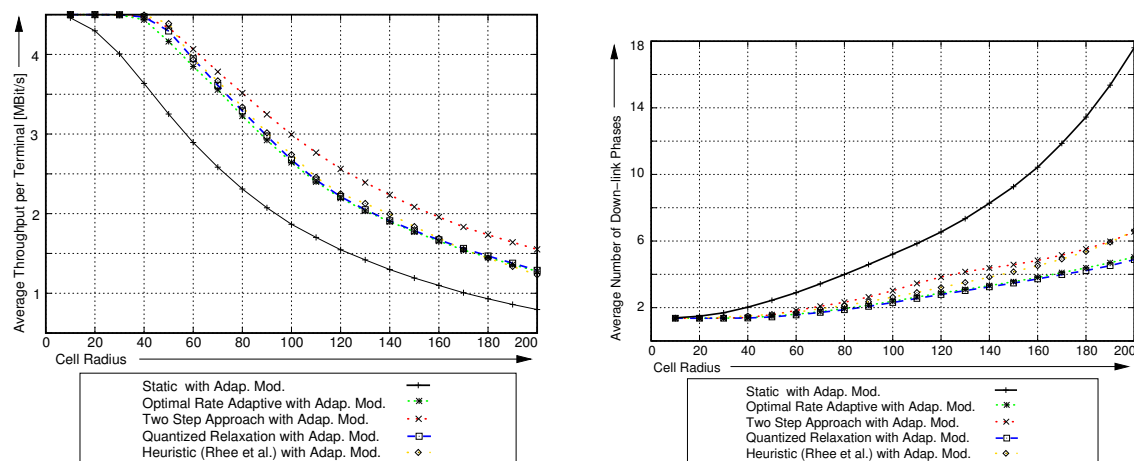 Average Throughput per Terminal [MBit/s]
4
3
2
1
0 20 40 60 80 100 120 140 160 180 200
Cell Radius
Static with Adap. Mod.
Optimal Rate Adaptive with Adap. Mod.
Two Step Approach with Adap. Mod.
Quantized Relaxation with Adap. Mod.
Heuristic (Rhee et al.) with Adap. Mod.
Average Number of Down-link Phases
18
14
10
6
2
0 20 40 60 80 100 120 140 160 180 200
Cell Radius
Static with Adap. Mod.
Optimal Rate Adaptive with Adap. Mod.
Two Step Approach with Adap. Mod.
Quantized Relaxation with Adap. Mod.
Heuristic (Rhee et al.) with Adap. Mod.